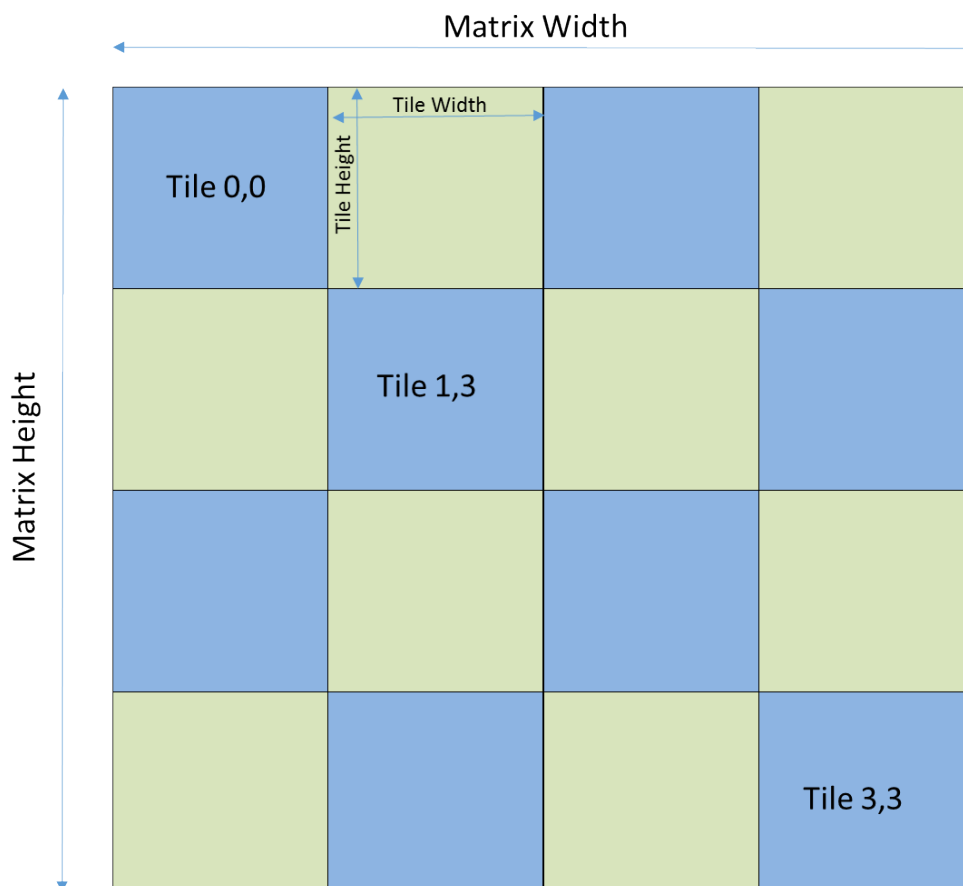 Matrix Width
Tile Width
Tile Height
Tile 0,0
Tile 1,3
Matrix Height
Tile 3,3